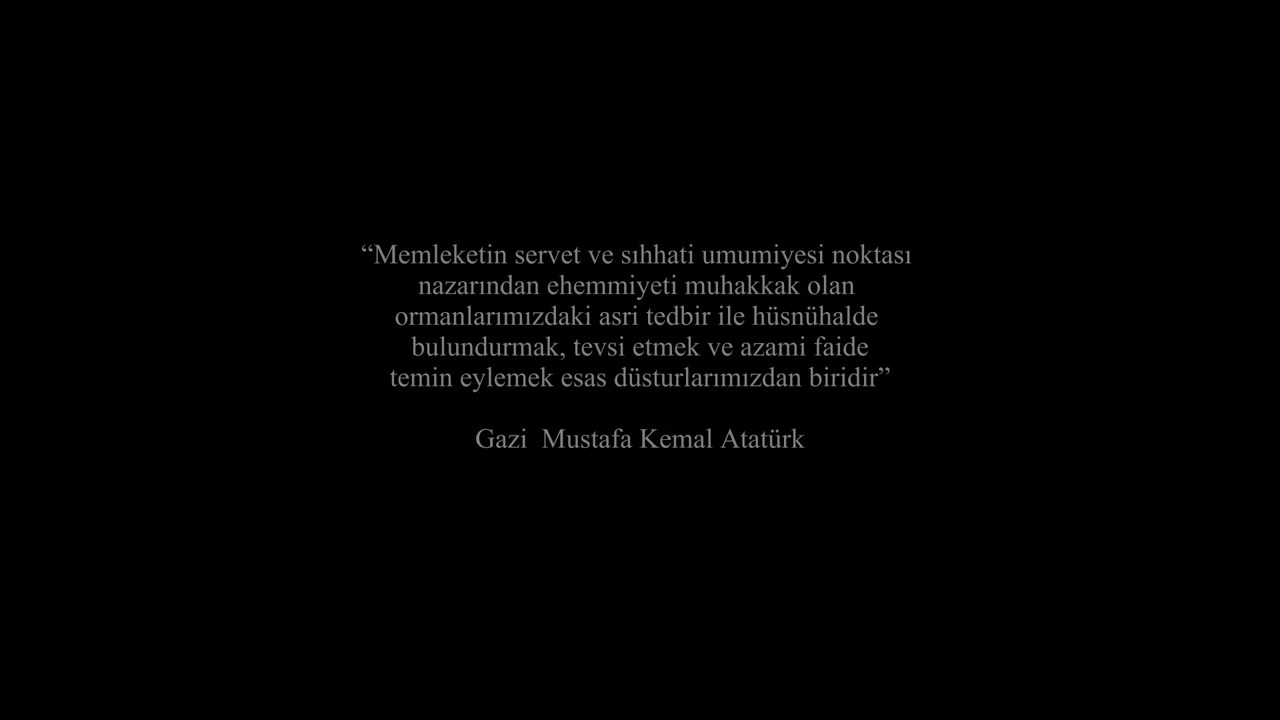 “Memleketin servet ve sıhhati umumiyesi noktası
nazarından ehemmiyeti muhakkak olan
ormanlarımızdaki asri tedbir ile hüsnühalde
bulundurmak, tevsi etmek ve azami faide
temin eylemek esas düsturlarımızdan biridir”
Gazi  Mustafa Kemal Atatürk